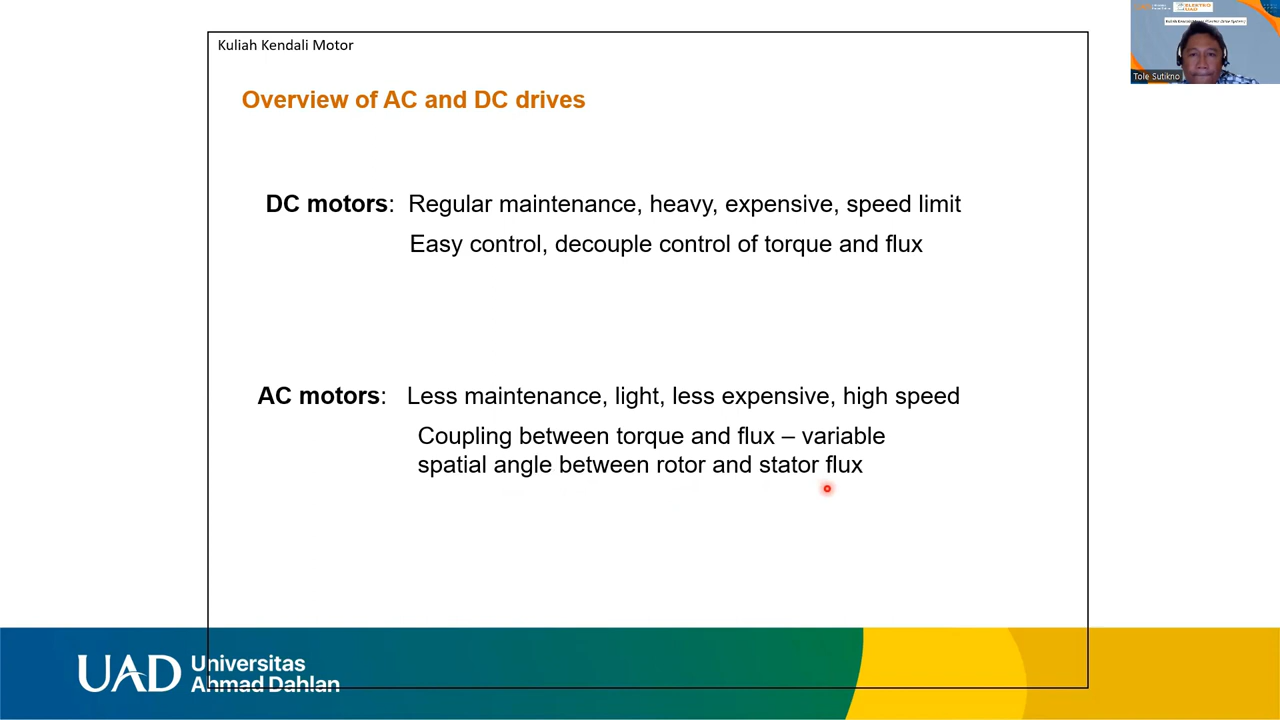 Kuliah Kendali Motor
Overview of AC and DC drives
DC motors: Regular maintenance, heavy, expensive, speed limit
Easy control, decouple control of torque and flux
AC motors: Less maintenance, light, less expensive, high speed
Coupling between torque and flux – variable
spatial angle between rotor and stator flux
UAD Universitas
Ahmad Dahlan
Tole Sutikno